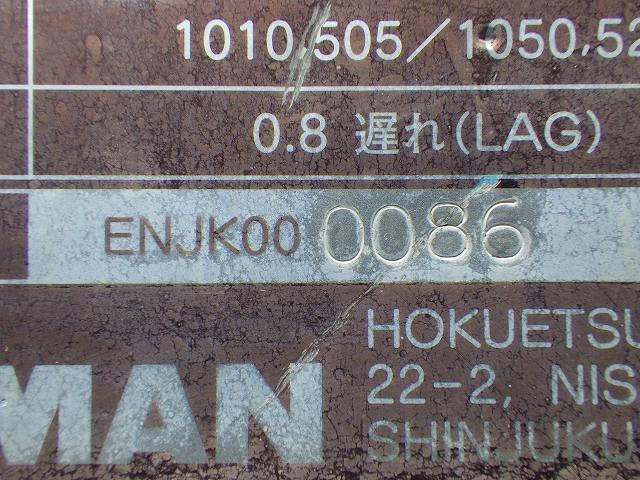 1010,505/1050,52
0.8 遅れ(LAG)
ENJK00 0086
MAN
HOKUETSU
22-2, NIS
SHINJUKU